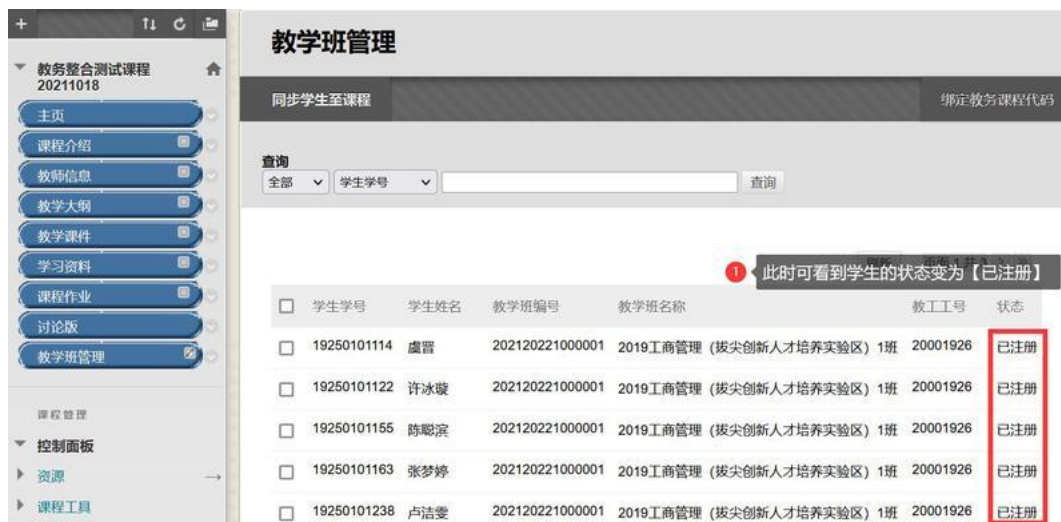 教务整合测试课程
20211018
主页
课程介绍
教师信息
教学大纲
教学课件
学习资料
课程作业
讨论版
教学班管理
课程管理
控制面板
资源
课程工具
教学班管理
同步学生至课程 绑定教务课程代码
查询
全部 学生学号 查询
1 此时可看到学生的状态变为【已注册】
学生学号 学生姓名 教学班编号 教学班名称 教工工号 状态
19250101114 虞罟 202120221000001 2019工商管理（拔尖创新人才培养实验区）1班 20001926 已注册
19250101122 许冰璇 202120221000001 2019工商管理（拔尖创新人才培养实验区）1班 20001926 已注册
19250101155 陈聪滨 202120221000001 2019工商管理（拔尖创新人才培养实验区）1班 20001926 已注册
19250101163 张梦婷 202120221000001 2019工商管理（拔尖创新人才培养实验区）1班 20001926 已注册
19250101238 卢洁雯 202120221000001 2019工商管理（拔尖创新人才培养实验区）1班 20001926 已注册